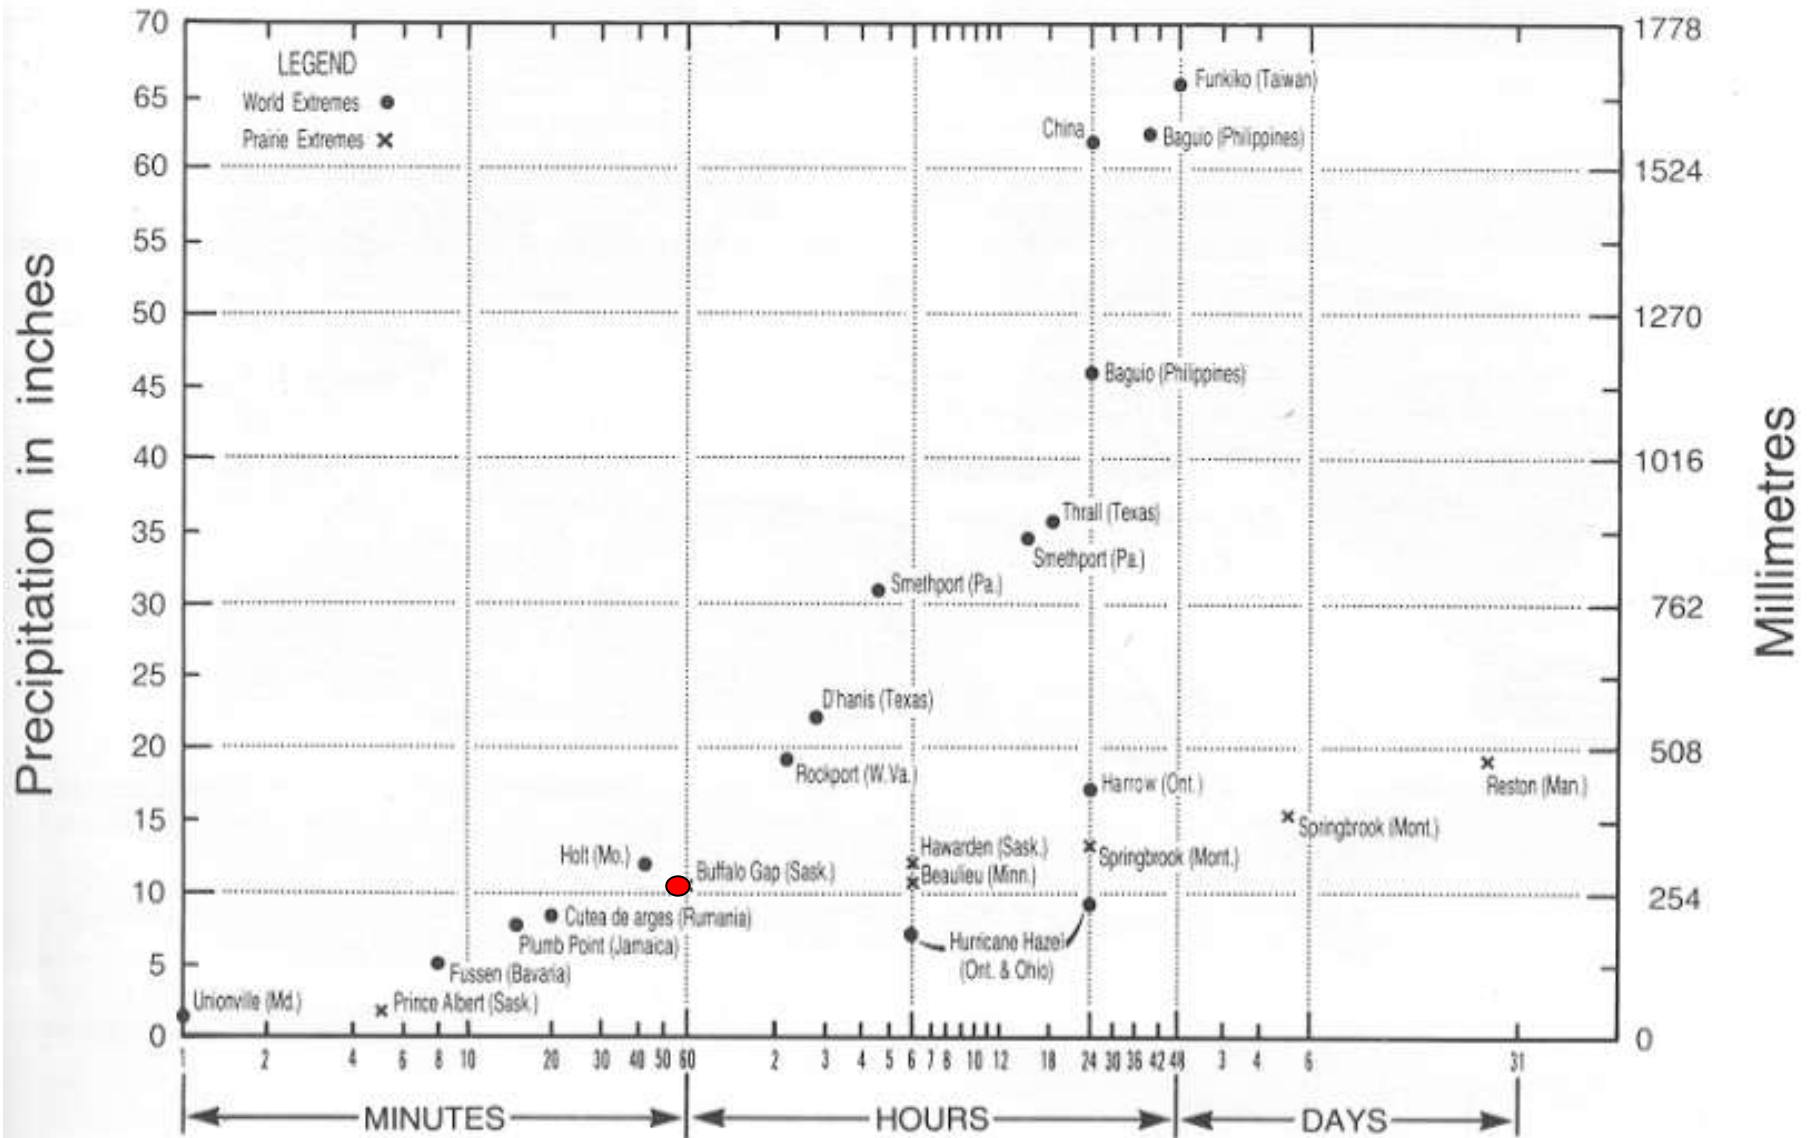 70
1778
LEGEND
World Extremes
Prairie Extremes
65
60
1524
55
50
1270
45
40
1016
35
30
762
25
20
508
15
10
254
5
0
0
Precipitation in inches
Millimetres
Funkiko (Taiwan)
China
Baguio (Philippines)
Baguio (Philippines)
Thrall (Texas)
Smethport (Pa.)
Smethport (Pa.)
D'hanis (Texas)
Rockport (W.Va.)
Harrow (Ont.)
Reston (Man.)
Springbrook (Mont.)
Holt (Mo.)
Buffalo Gap (Sask.)
Hawarden (Sask.)
Beaulieu (Minn.)
Springbrook (Mont.)
Cutea de arges (Rumania)
Plumb Point (Jamaica)
Hurricane Hazel
(Ont. & Ohio)
Fussen (Bavaria)
Unionville (Md.)
Prince Albert (Sask.)
1 2 4 6 8 10 20 30 40 50 60 2 3 4 5 6 7 8 10 12 18 24 30 36 42 48 3 4 6 31
MINUTES HOURS DAYS